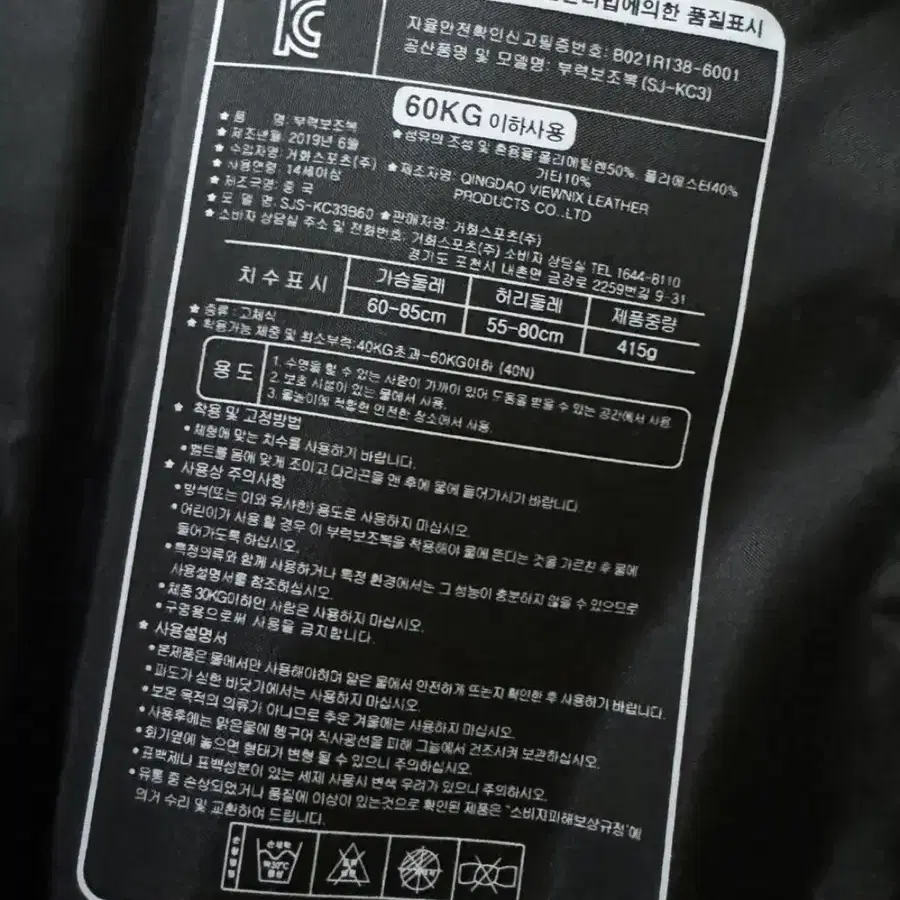 의한 품질표시
자율안전확인신고필증번호: B021R138-6001
공산품명 및 모델명: 부력보조복 (SJ-KC3)
60KG 이하사용
★ 품 명: 부력보조복
★ 섬유의 조성 및 혼용율: 폴리에틸렌50%, 폴리에스터40%
기타10%
★ 제조년월: 2019년 6월
★ 수입자명: 거화스포츠(주)
★ 제조자명: QINGDAO VIEWNIX LEATHER
PRODUCTS CO.,LTD
★ 사용연령: 14세이상
★ 제조국명: 중 국
★ 모 델 명: SJS-KC33B60 ★ 판매자명: 거화스포츠(주)
★ 소비자 상담실 주소 및 전화번호: 거화스포츠(주) 소비자 상담실 TEL 1644-8110
경기도 포천시 내촌면 금강로 2259번길 9-31
치수표시 가슴둘레 허리둘레 제품중량
60-85cm 55-80cm 415g
★ 종류: 고체식
★ 착용가능 체중 및 최소부력: 40KG초과-60KG이하 (40N)
용 도
1. 수영을 할 수 있는 사람이 가까이 있어 도움을 받을 수 있는 공간에서 사용
2. 보호 시설이 있는 물에서 사용.
3. 물놀이에 적합한 안전한 장소에서 사용.
★ 착용 및 고정방법
• 체형에 맞는 치수를 사용하기 바랍니다.
• 벨트를 몸에 맞게 조이고 다리끈을 맨 후에 물에 들어가시기 바랍니다.
★ 사용상 주의사항
• 방석(또는 이와 유사한) 용도로 사용하지 마십시오.
• 어린이가 사용 할 경우 이 부력보조복을 착용해야 물에 뜬다는 것을 가르친 후 물에
들어가도록 하십시오.
• 특정의류와 함께 사용하거나 특정 환경에서는 그 성능이 충분하지 않을 수 있으므로
사용설명서를 참조하십시오.
• 체중 30KG이하인 사람은 사용하지 마십시오.
• 구명용으로써 사용을 금지합니다.
★ 사용설명서
• 본제품은 물에서만 사용해야하며 얕은 물에서 안전하게 뜨는지 확인한 후 사용하기 바랍니다.
• 파도가 심한 바닷가에서는 사용하지 마십시오.
• 보온 목적의 의류가 아니므로 추운 겨울에는 사용하지 마십시오.
• 사용후에는 맑은물에 헹구어 직사광선을 피해 그늘에서 건조시켜 보관하십시오.
• 화기옆에 놓으면 형태가 변형 될 수 있으니 주의하십시오.
• 표백제나 표백성분이 있는 세제 사용시 변색 우려가 있으니 주의하십시오.
• 유통 중 손상되었거나 품질에 이상이 있는것으로 확인된 제품은 "소비자피해보상규정"에
의거 수리 및 교환하여 드립니다.